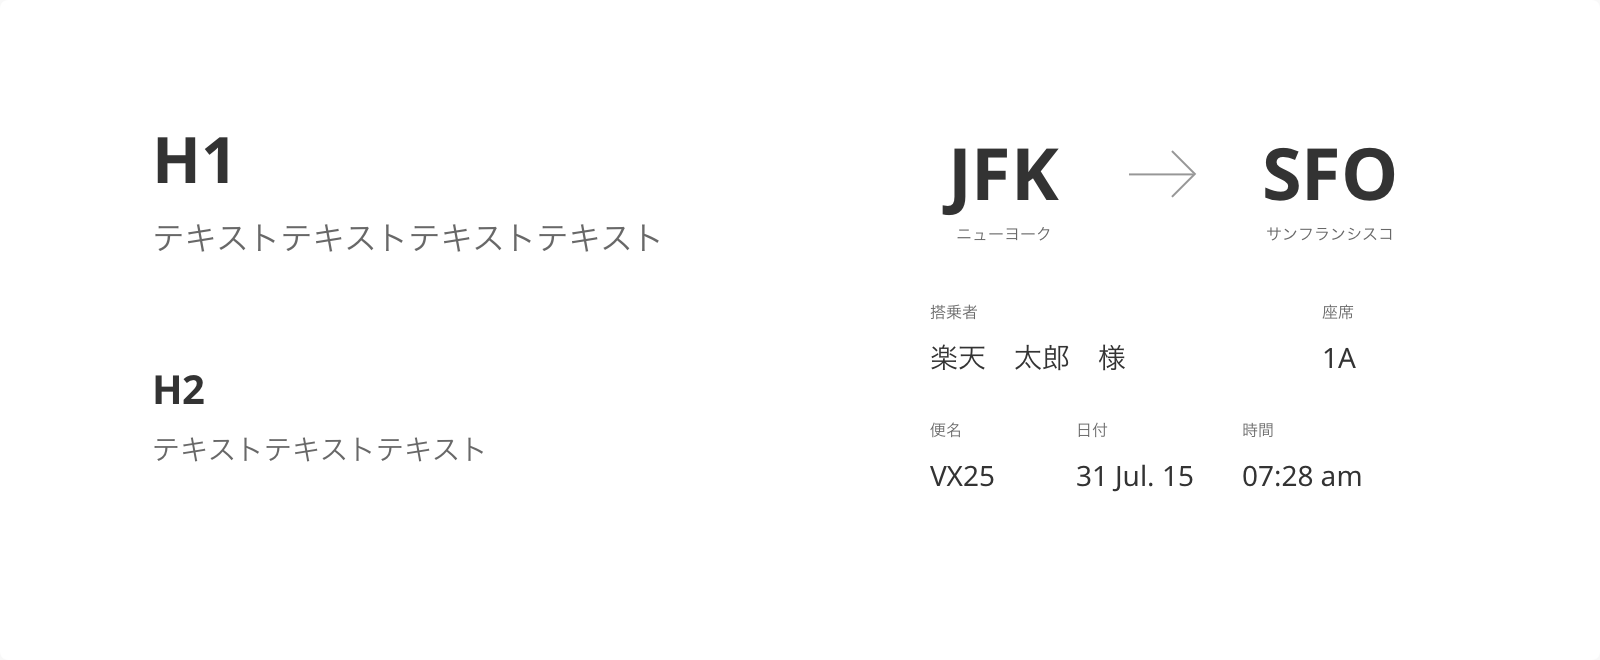 H1
テキストテキストテキストテキスト
H2
テキストテキストテキスト
JFK → SFO
ニューヨーク サンフランシスコ
搭乗者 座席
楽天　太郎　様 1A
便名 日付 時間
VX25 31 Jul. 15 07:28 am